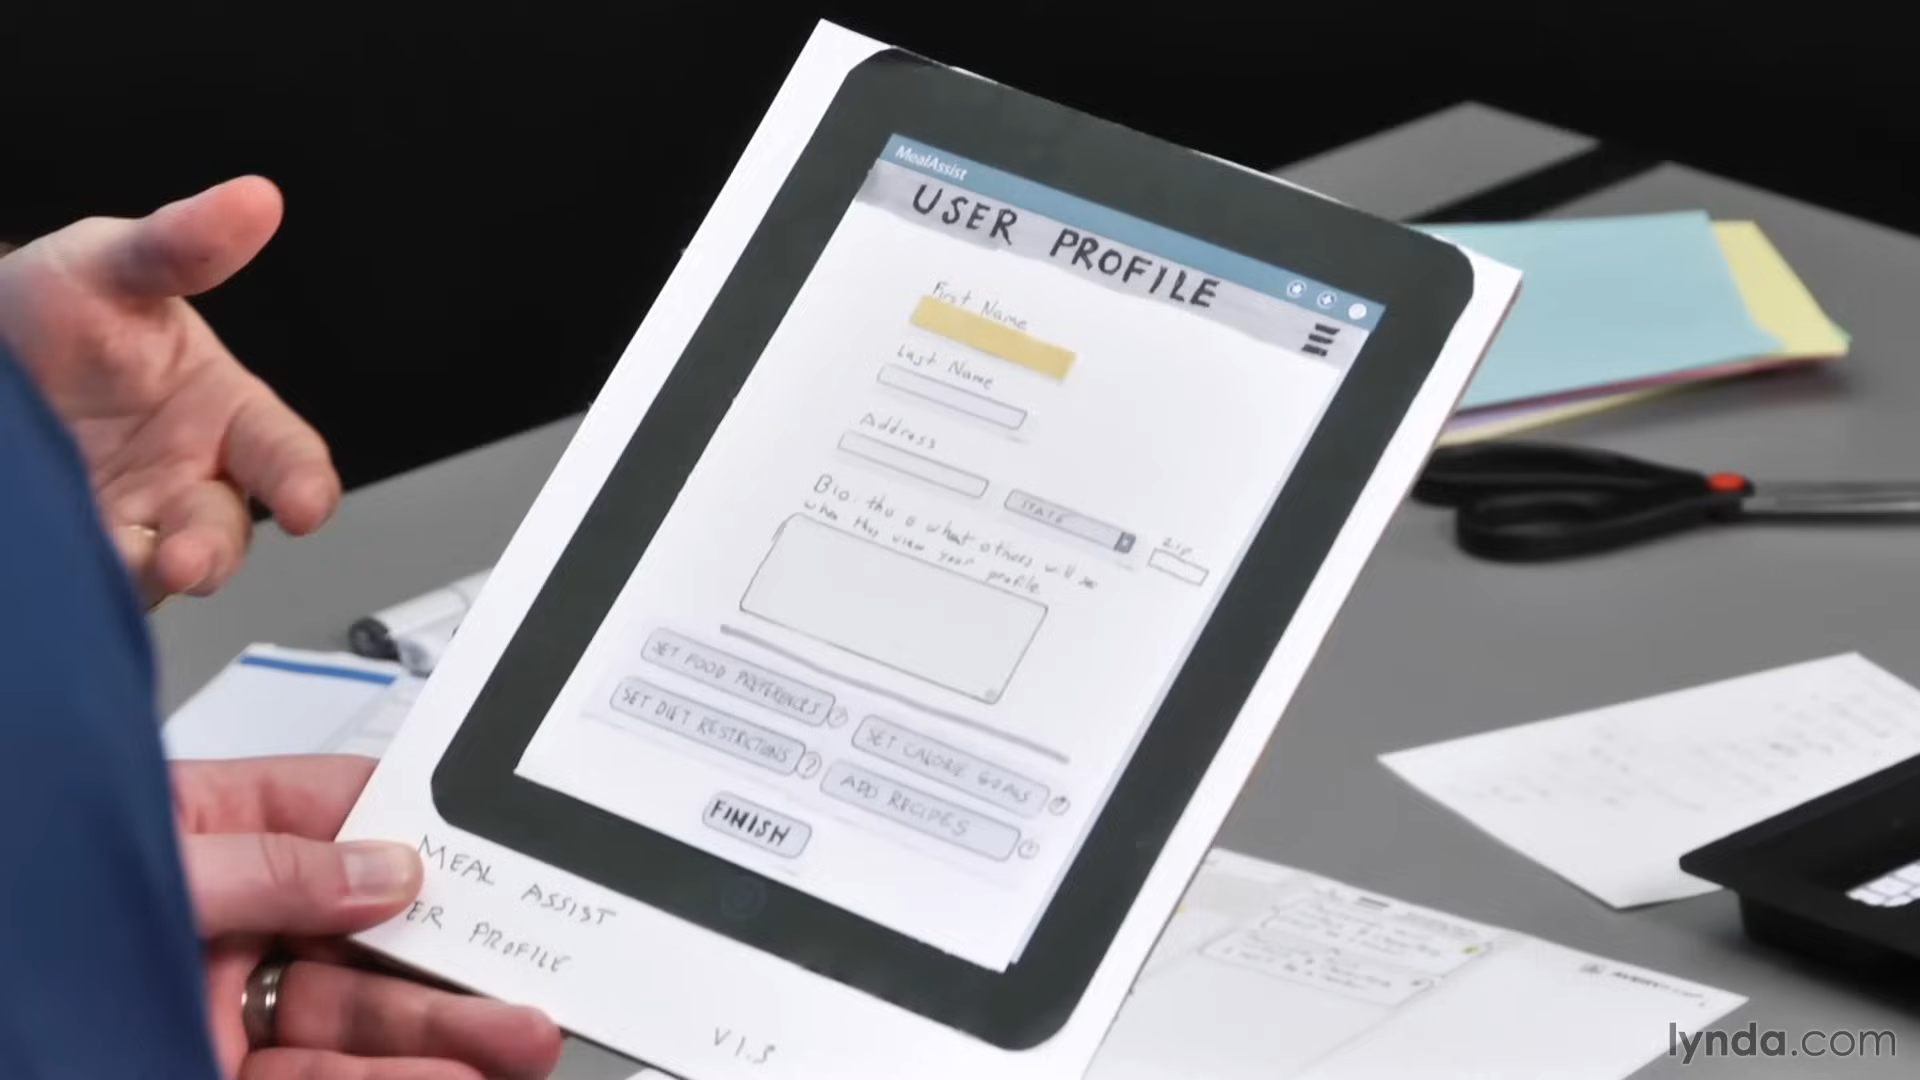 MealAssist
USER PROFILE
First Name
Last Name
Address
STATE
ZIP
Bio: this is what others will see
when they view your profile.
SET FOOD PREFERENCES ?
SET CALORIE GOALS ?
SET DIET RESTRICTIONS ?
ADD RECIPES ?
FINISH
MEAL ASSIST
ER PROFILE
V1.3
lynda.com